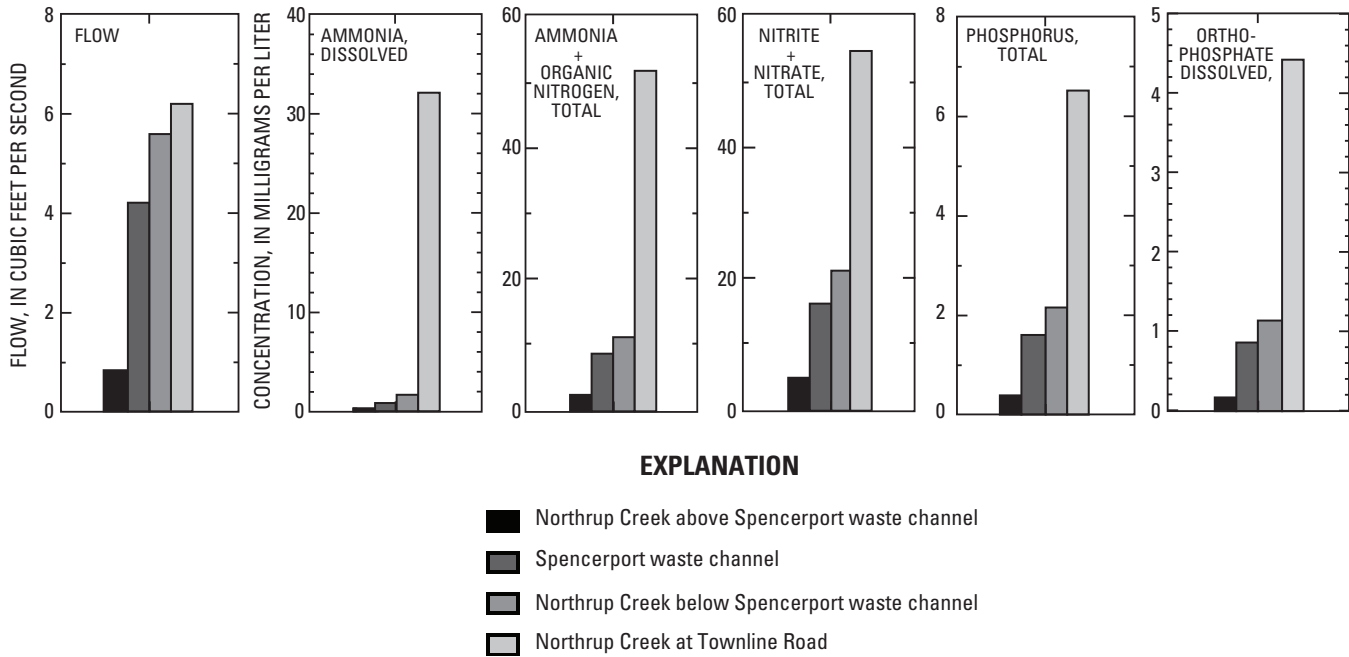 FLOW, IN CUBIC FEET PER SECOND
8
6
4
2
0
FLOW
CONCENTRATION, IN MILLIGRAMS PER LITER
40
30
20
10
0
AMMONIA,
DISSOLVED
60
40
20
0
AMMONIA
+
ORGANIC
NITROGEN,
TOTAL
60
40
20
0
NITRITE
+
NITRATE,
TOTAL
8
6
4
2
0
PHOSPHORUS,
TOTAL
5
4
3
2
1
0
ORTHO-
PHOSPHATE
DISSOLVED,
EXPLANATION
Northrup Creek above Spencerport waste channel
Spencerport waste channel
Northrup Creek below Spencerport waste channel
Northrup Creek at Townline Road